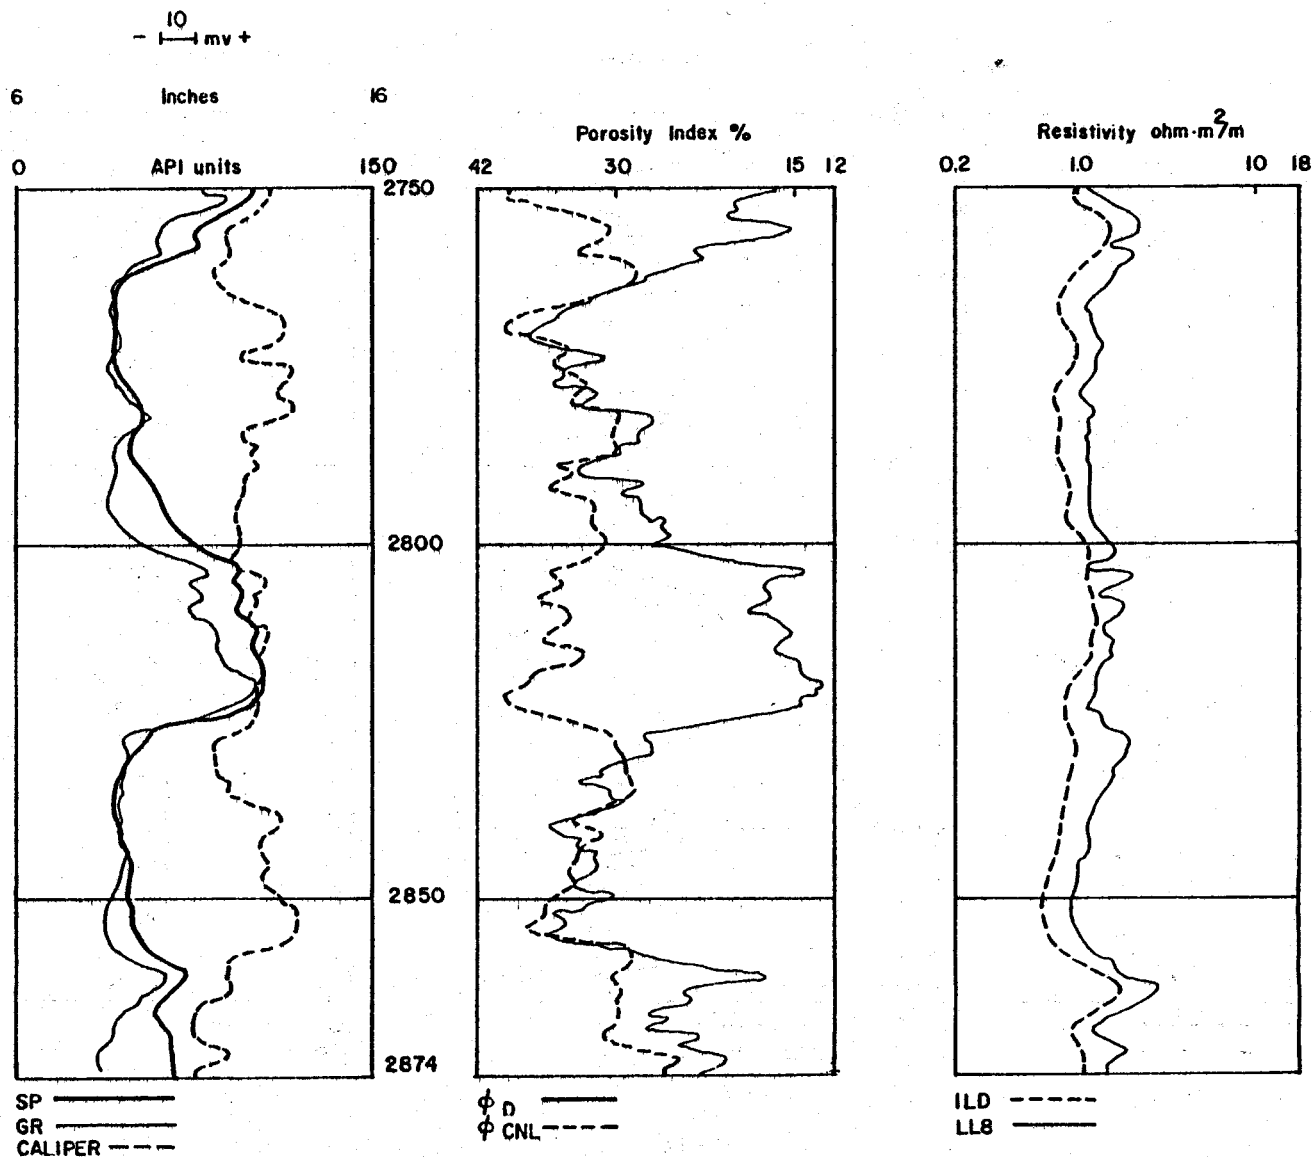 10
- mv +
6 Inches 16
0 API units 150
Porosity Index %
42 30 15 12
Resistivity ohm·m²/m
0.2 1.0 10 18
2750
2800
2850
2874
SP
GR
CALIPER
ϕ D
ϕ CNL
ILD
LL8